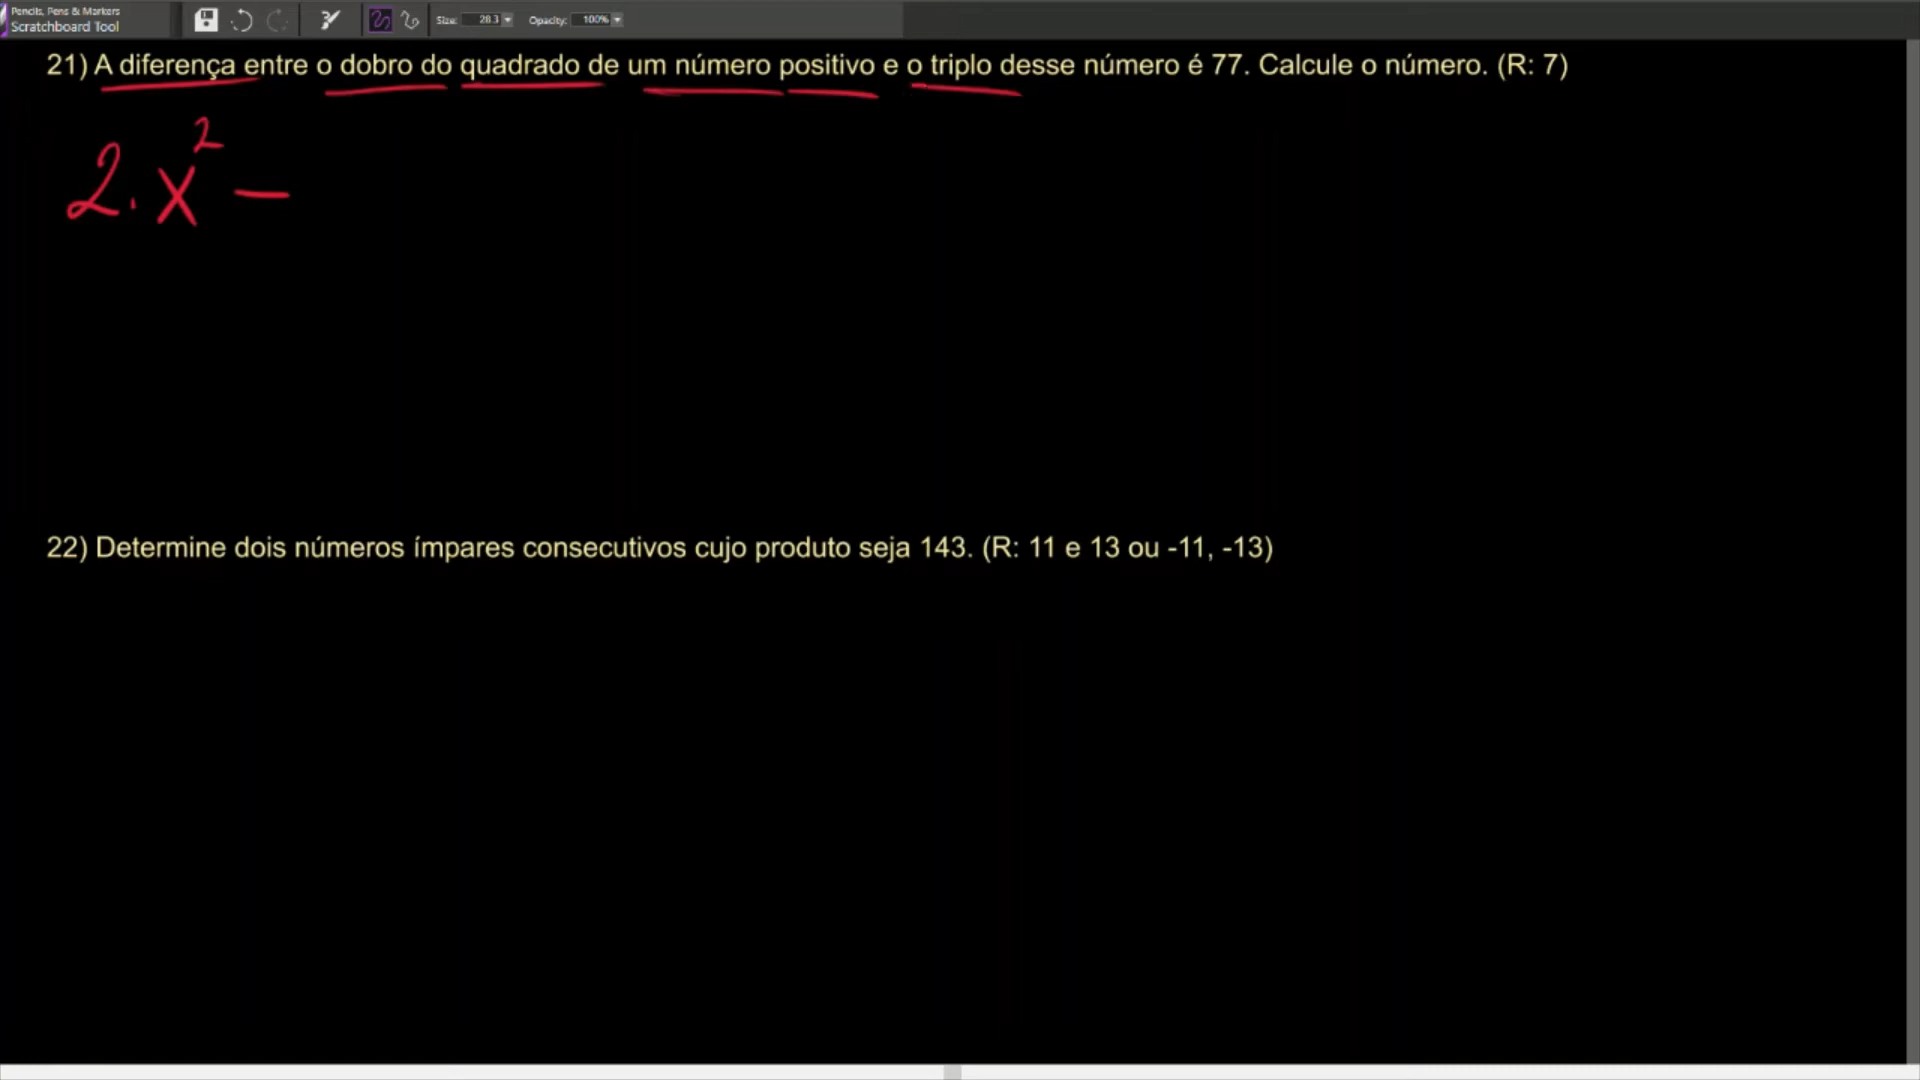 Pencils, Pens & Markers
Scratchboard Tool
Size: 28.3 Opacity: 100%
21) A diferença entre o dobro do quadrado de um número positivo e o triplo desse número é 77. Calcule o número. (R: 7)
2. x² —
22) Determine dois números ímpares consecutivos cujo produto seja 143. (R: 11 e 13 ou -11, -13)